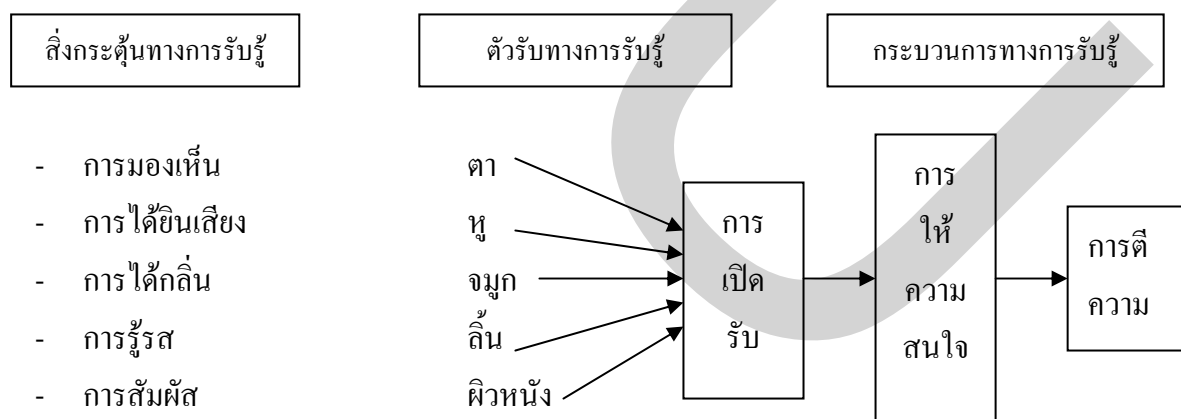 สิ่งกระตุ้นทางการรับรู้
ตัวรับทางการรับรู้
กระบวนการทางการรับรู้
- การมองเห็น
- การได้ยินเสียง
- การได้กลิ่น
- การรู้รส
- การสัมผัส
ตา
หู
จมูก
ลิ้น
ผิวหนัง
การ
เปิด
รับ
การ
ให้
ความ
สนใจ
การตี
ความ